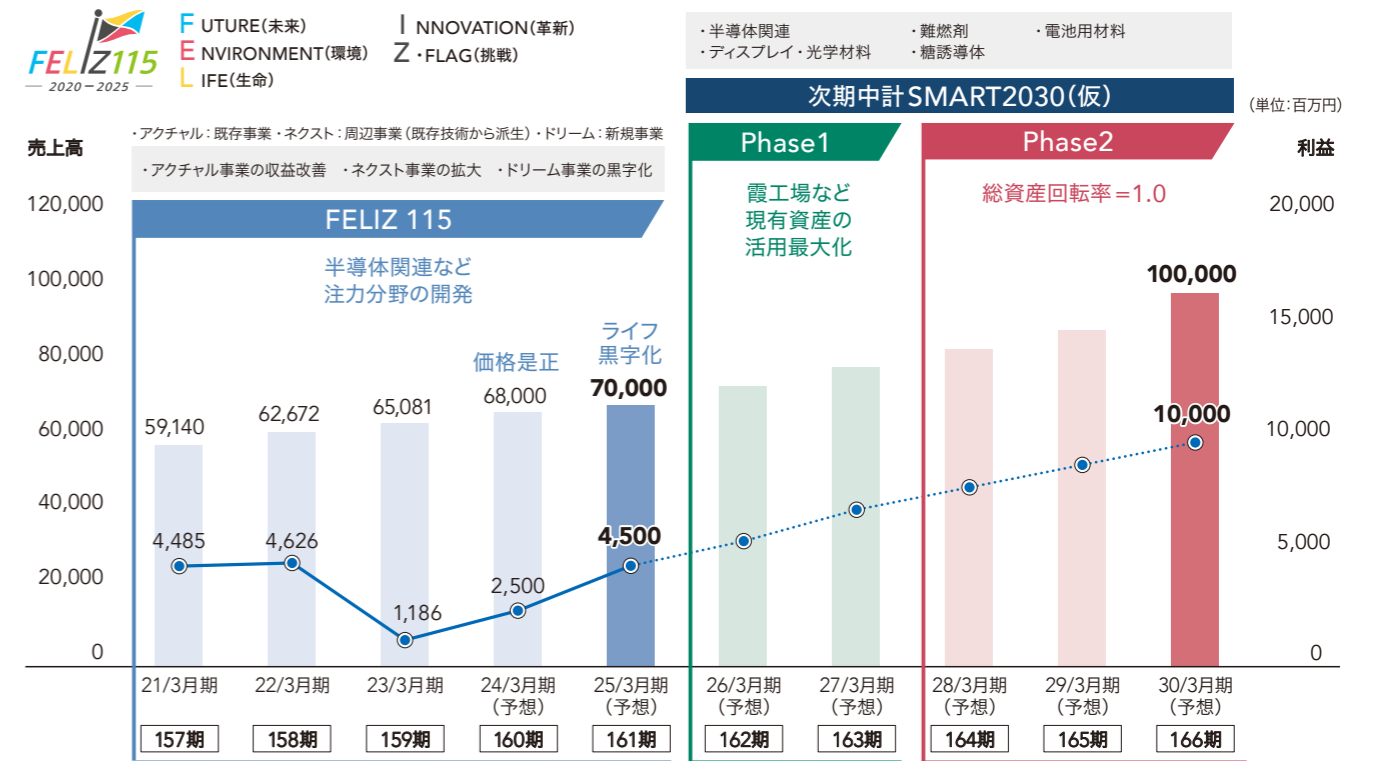 FELIZ115
2020-2025
FUTURE(未来)
ENVIRONMENT(環境)
LIFE(生命)
INNOVATION(革新)
Z・FLAG(挑戦)
・半導体関連 ・難燃剤 ・電池用材料
・ディスプレイ・光学材料 ・糖誘導体
次期中計SMART2030(仮)
(単位:百万円)
・アクチャル:既存事業・ネクスト:周辺事業(既存技術から派生)・ドリーム:新規事業
・アクチャル事業の収益改善 ・ネクスト事業の拡大 ・ドリーム事業の黒字化
売上高
利益
FELIZ 115
Phase1
Phase2
半導体関連など
注力分野の開発
霞工場など
現有資産の
活用最大化
総資産回転率=1.0
価格是正
ライフ
黒字化
120,000
100,000
80,000
60,000
40,000
20,000
0
59,140
62,672
65,081
68,000
70,000
100,000
4,485
4,626
1,186
2,500
4,500
10,000
20,000
15,000
10,000
5,000
0
21/3月期
22/3月期
23/3月期
24/3月期
(予想)
25/3月期
(予想)
26/3月期
(予想)
27/3月期
(予想)
28/3月期
(予想)
29/3月期
(予想)
30/3月期
(予想)
157期
158期
159期
160期
161期
162期
163期
164期
165期
166期